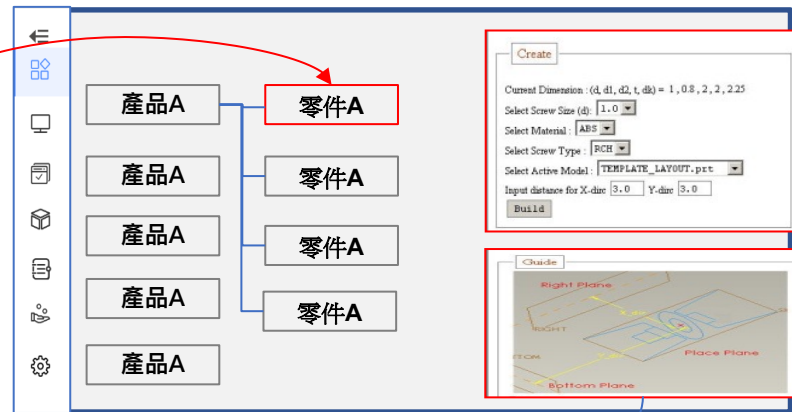 產品A
產品A
產品A
產品A
產品A
零件A
零件A
零件A
零件A
Create
Current Dimension : (d, d1, d2, t, dk) = 1 , 0.8 , 2 , 2 , 2.25
Select Screw Size (d): 1.0
Select Material : ABS
Select Screw Type : RCH
Select Active Model : TEMPLATE_LAYOUT.prt
Input distance for X-dirc 3.0 Y-dirc 3.0
Build
Guide
Right Plane
RIGHT
Place Plane
Bottom Plane